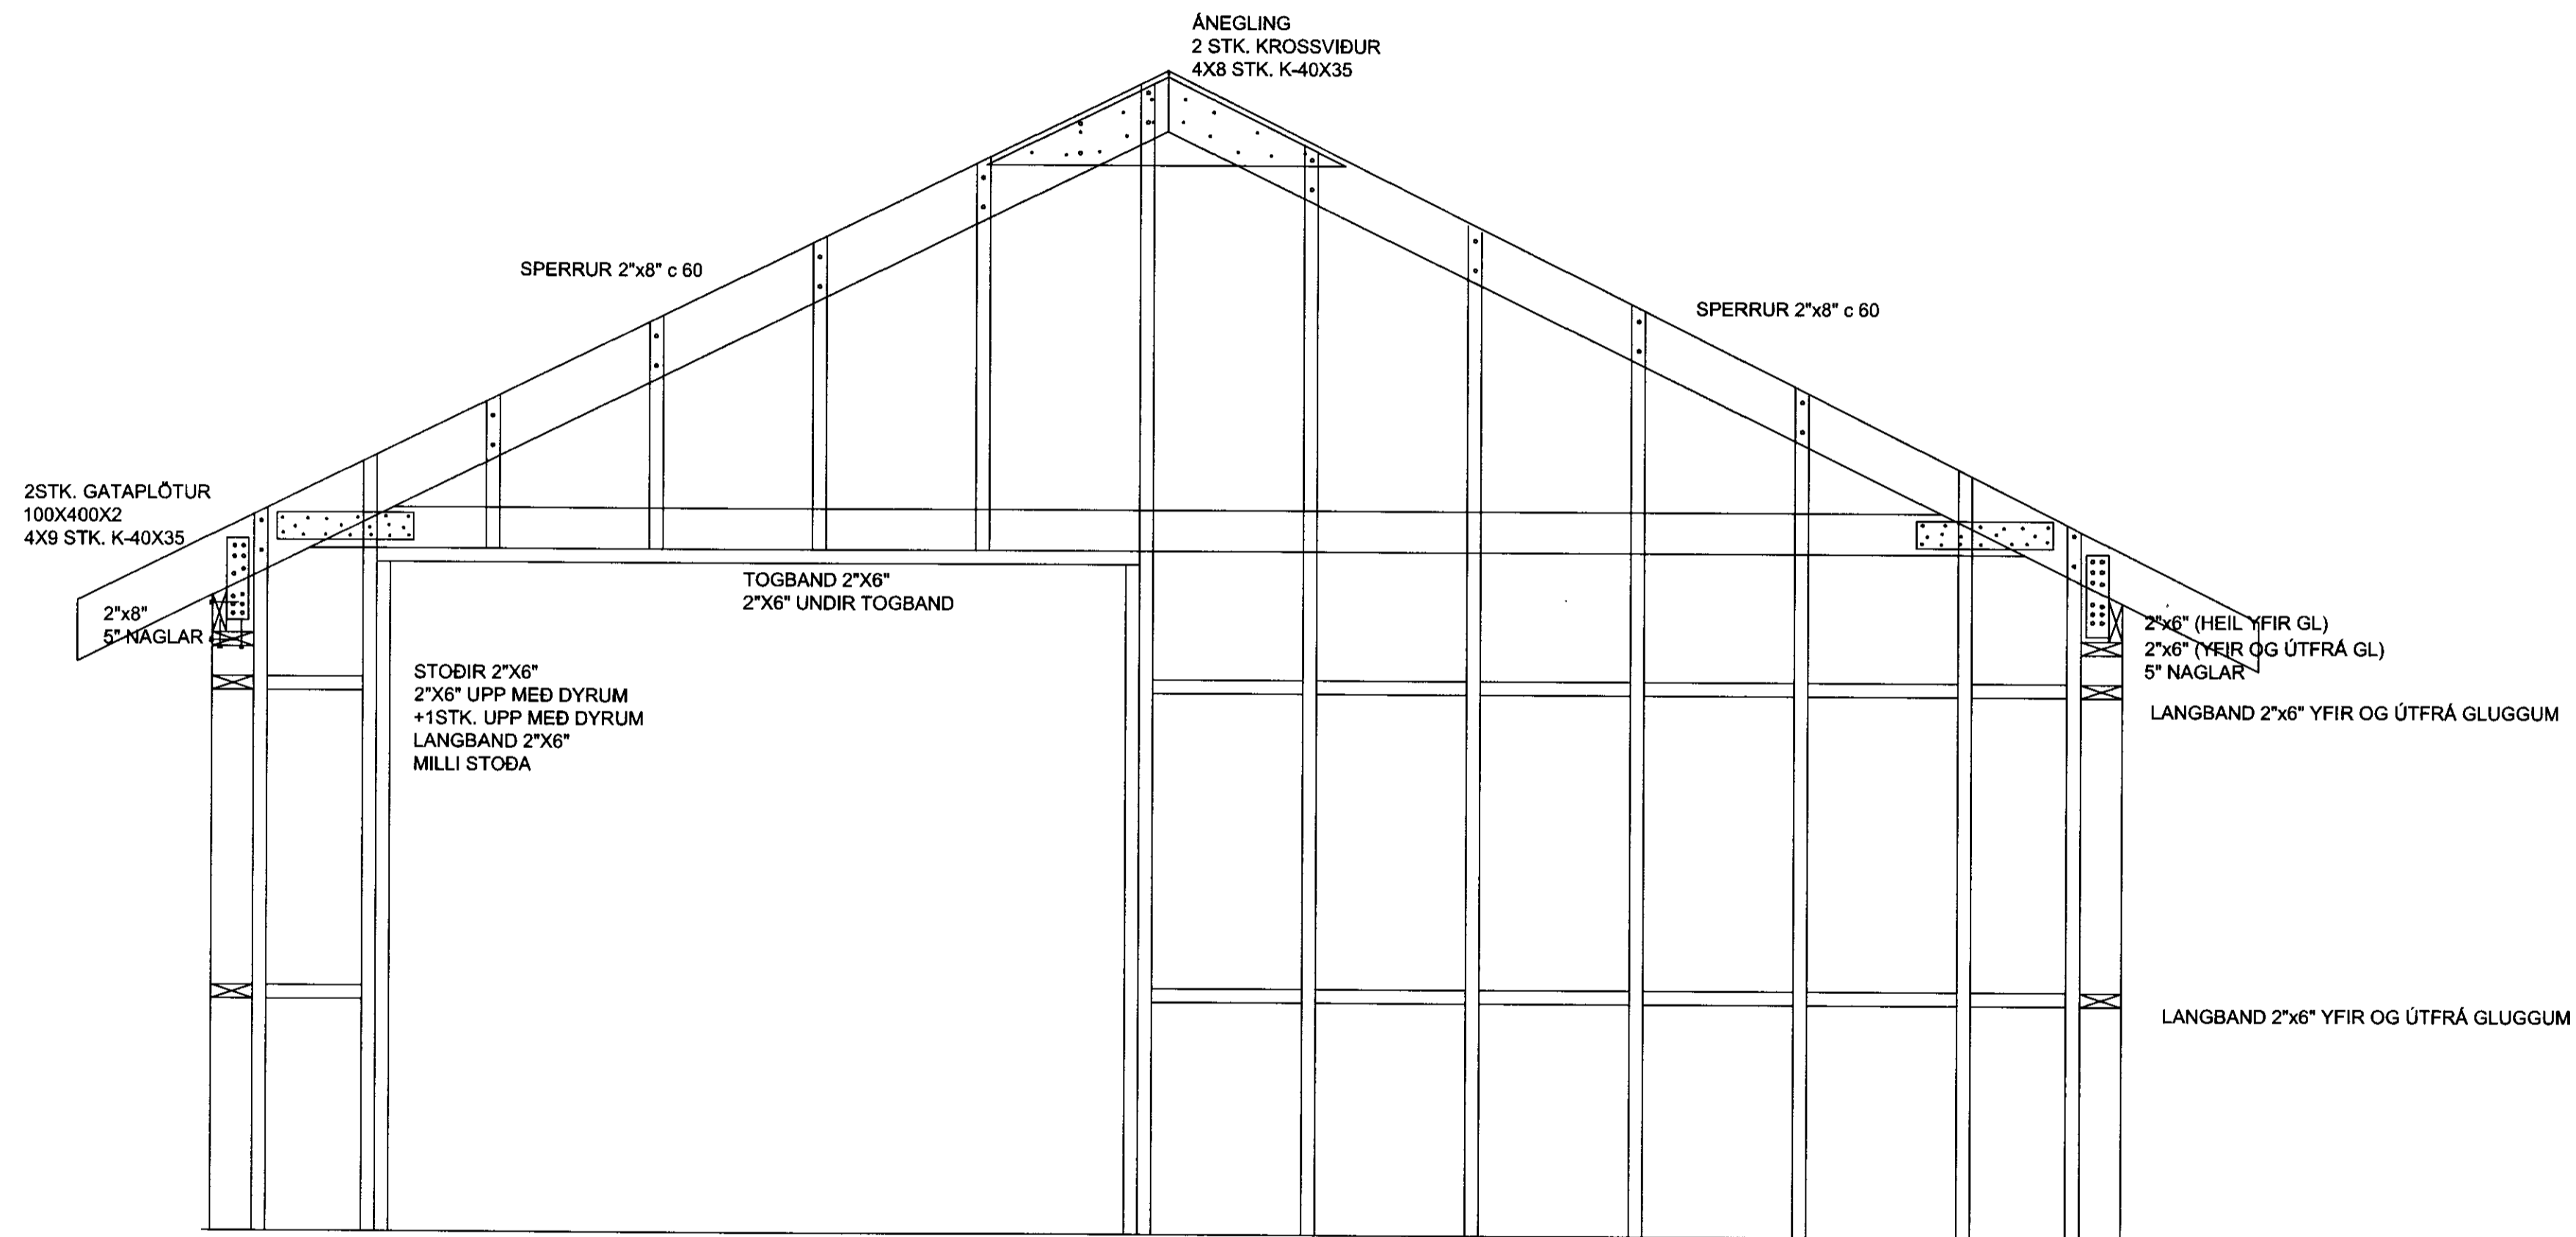 ÁNEGLING
2 STK. KROSSVIÐUR
4X8 STK. K-40X35
SPERRUR 2"x8" c 60
SPERRUR 2"x8" c 60
2STK. GATAPLÖTUR
100X400X2
4X9 STK. K-40X35
2"x8"
5" NAGLAR
TOGBAND 2"X6"
2"X6" UNDIR TOGBAND
2"x6" (HEIL YFIR GL)
2"x6" (YFIR OG ÚTFRÁ GL)
5" NAGLAR
STOÐIR 2"X6"
2"X6" UPP MEÐ DYRUM
+1STK. UPP MEÐ DYRUM
LANGBAND 2"X6"
MILLI STOÐA
LANGBAND 2"x6" YFIR OG ÚTFRÁ GLUGGUM
LANGBAND 2"x6" YFIR OG ÚTFRÁ GLUGGUM